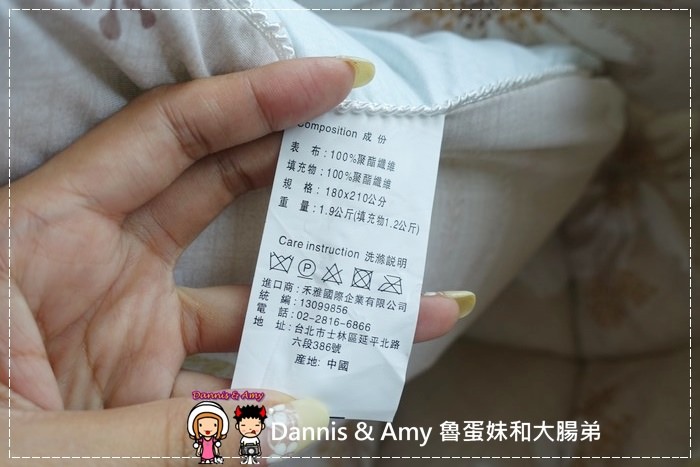 Composition 成份
表 布:100%聚酯纖維
填充物:100%聚酯纖維
規 格:180x210公分
重 量:1.9公斤(填充物1.2公斤)
Care instruction 洗滌説明
P
進口商:禾雅國際企業有限公司
統 編:13099856
電 話:02-2816-6866
地 址:台北市士林區延平北路
六段386號
產地: 中國
Dannis & Amy
Dannis & Amy 魯蛋妹和大腸弟